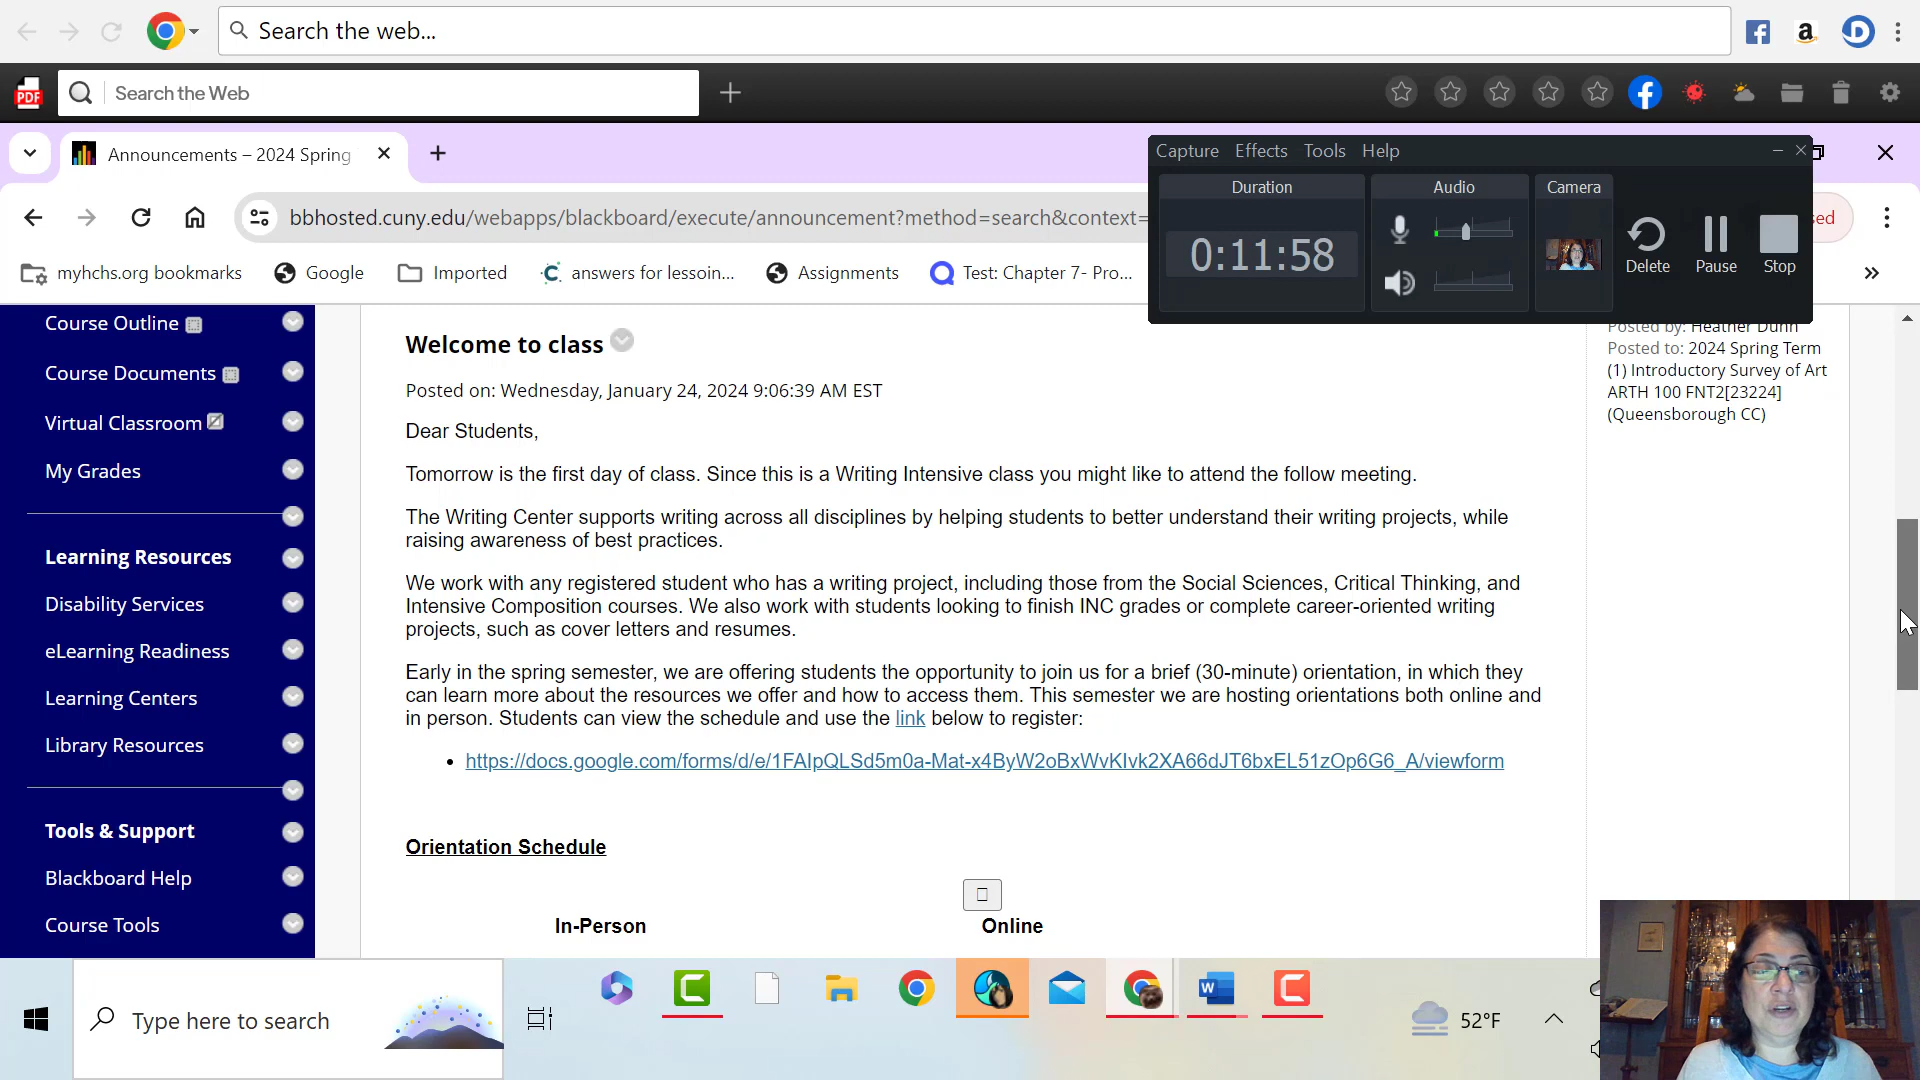 Search the web...
a
D
PDF
Search the Web
Announcements – 2024 Spring
bbhosted.cuny.edu/webapps/blackboard/execute/announcement?method=search&context=
myhchs.org bookmarks
Google
Imported
answers for lessoin...
Assignments
Test: Chapter 7- Pro...
»
Capture Effects Tools Help
Duration
Audio
Camera
0:11:58
Delete
Pause
Stop
Course Outline
Course Documents
Virtual Classroom
My Grades
Learning Resources
Disability Services
eLearning Readiness
Learning Centers
Library Resources
Tools & Support
Blackboard Help
Course Tools
Welcome to class
Posted on: Wednesday, January 24, 2024 9:06:39 AM EST
Dear Students,
Tomorrow is the first day of class. Since this is a Writing Intensive class you might like to attend the follow meeting.
The Writing Center supports writing across all disciplines by helping students to better understand their writing projects, while
raising awareness of best practices.
We work with any registered student who has a writing project, including those from the Social Sciences, Critical Thinking, and
Intensive Composition courses. We also work with students looking to finish INC grades or complete career-oriented writing
projects, such as cover letters and resumes.
Early in the spring semester, we are offering students the opportunity to join us for a brief (30-minute) orientation, in which they
can learn more about the resources we offer and how to access them. This semester we are hosting orientations both online and
in person. Students can view the schedule and use the link below to register:
https://docs.google.com/forms/d/e/1FAIpQLSd5m0a-Mat-x4ByW2oBxWvKIvk2XA66dJT6bxEL51zOp6G6_A/viewform
Orientation Schedule
In-Person
Online
Posted by: Heather Dunn
Posted to: 2024 Spring Term
(1) Introductory Survey of Art
ARTH 100 FNT2[23224]
(Queensborough CC)
Type here to search
52°F